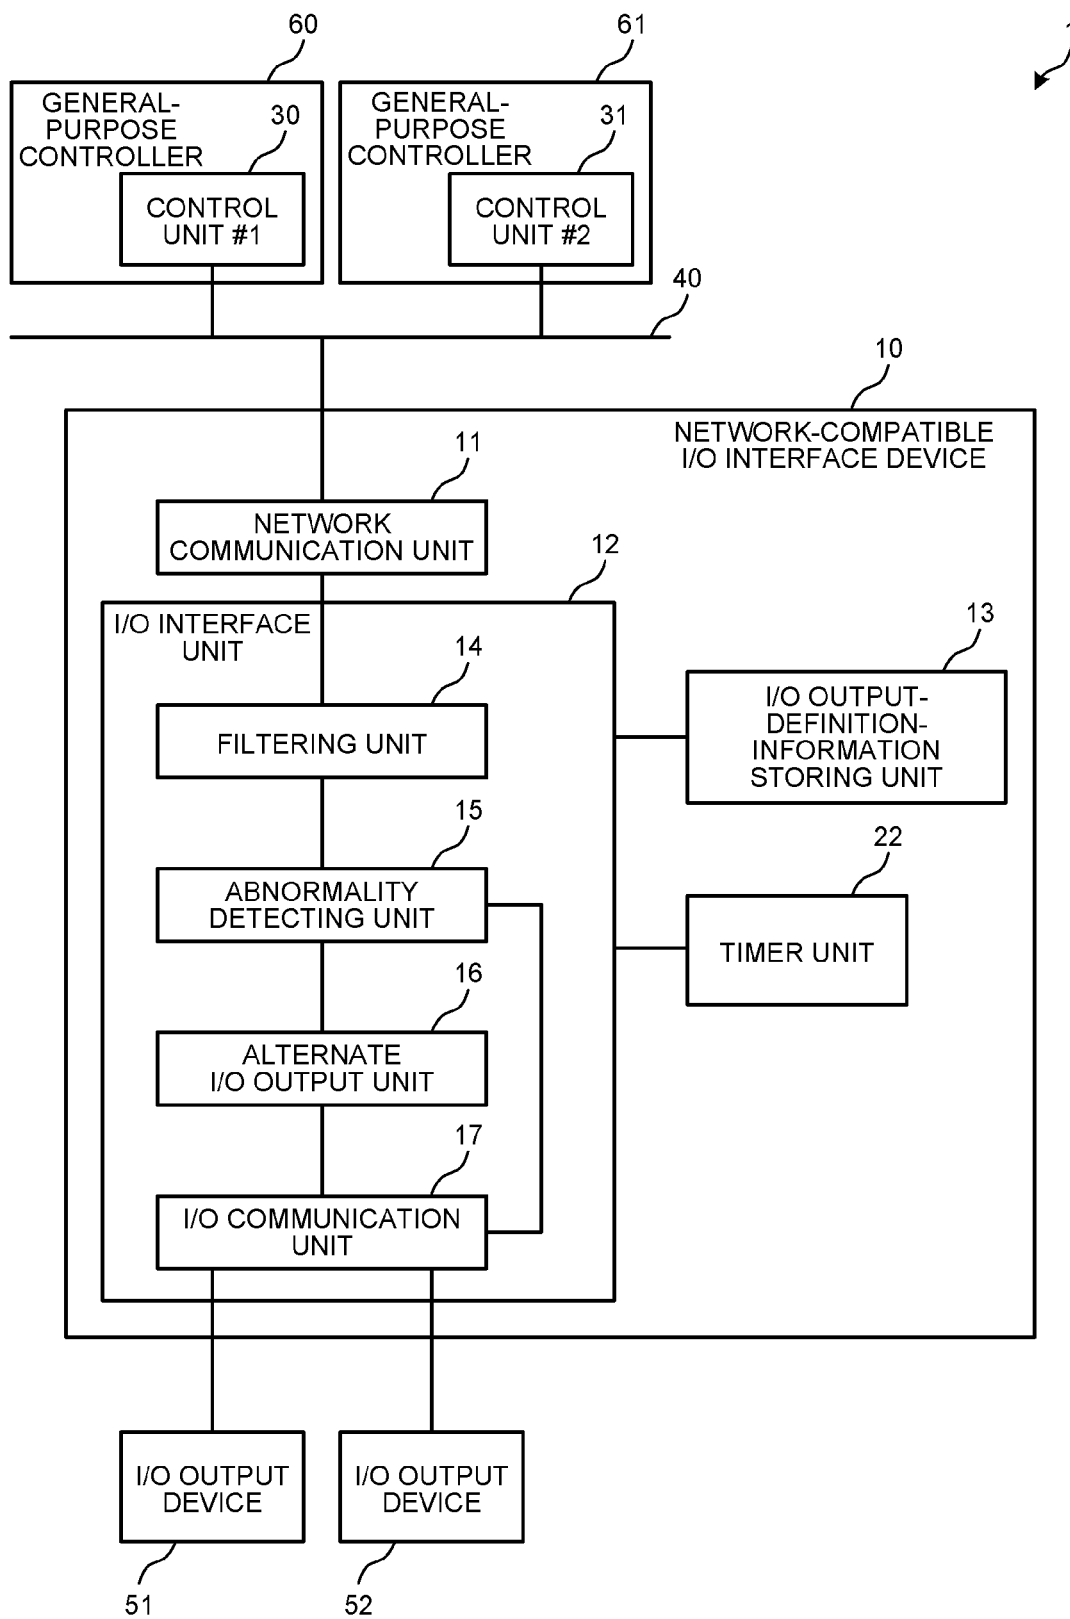 60
61
1
GENERAL-
PURPOSE
CONTROLLER
30
CONTROL
UNIT #1
GENERAL-
PURPOSE
CONTROLLER
31
CONTROL
UNIT #2
40
10
NETWORK-COMPATIBLE
I/O INTERFACE DEVICE
11
NETWORK
COMMUNICATION UNIT
12
I/O INTERFACE
UNIT
13
I/O OUTPUT-
DEFINITION-
INFORMATION
STORING UNIT
14
FILTERING UNIT
15
ABNORMALITY
DETECTING UNIT
22
TIMER UNIT
16
ALTERNATE
I/O OUTPUT UNIT
17
I/O COMMUNICATION
UNIT
I/O OUTPUT
DEVICE
I/O OUTPUT
DEVICE
51
52